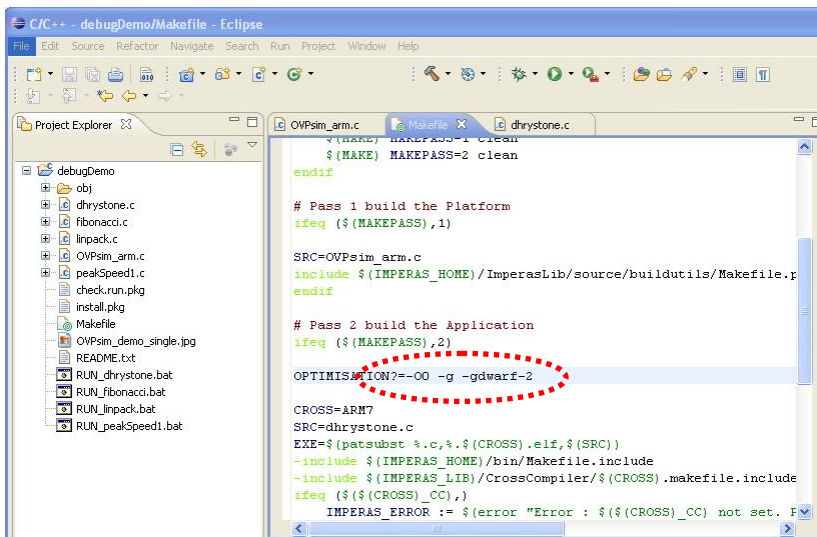 C/C++ - debugDemo/Makefile - Eclipse
File Edit Source Refactor Navigate Search Run Project Window Help
Project Explorer
OVPsim_arm.c Makefile dhrystone.c
debugDemo
obj
dhrystone.c
fibonacci.c
linpack.c
OVPsim_arm.c
peakSpeed1.c
check.run.pkg
install.pkg
Makefile
OVPsim_demo_single.jpg
README.txt
RUN_dhrystone.bat
RUN_fibonacci.bat
RUN_linpack.bat
RUN_peakSpeed1.bat
$(MAKE) MAKEPASS=1 clean
$(MAKE) MAKEPASS=2 clean
endif
# Pass 1 build the Platform
ifeq ($(MAKEPASS),1)
SRC=OVPsim_arm.c
include $(IMPERAS_HOME)/ImperasLib/source/buildutils/Makefile.p
endif
# Pass 2 build the Application
ifeq ($(MAKEPASS),2)
OPTIMISATION?=-O0 -g -gdwarf-2
CROSS=ARM7
SRC=dhrystone.c
EXE=$(patsubst %.c,%.$(CROSS).elf,$(SRC))
-include $(IMPERAS_HOME)/bin/Makefile.include
-include $(IMPERAS_LIB)/CrossCompiler/$(CROSS).makefile.include
ifeq ($($(CROSS)_CC),)
IMPERAS_ERROR := $(error "Error : $($(CROSS)_CC) not set. P